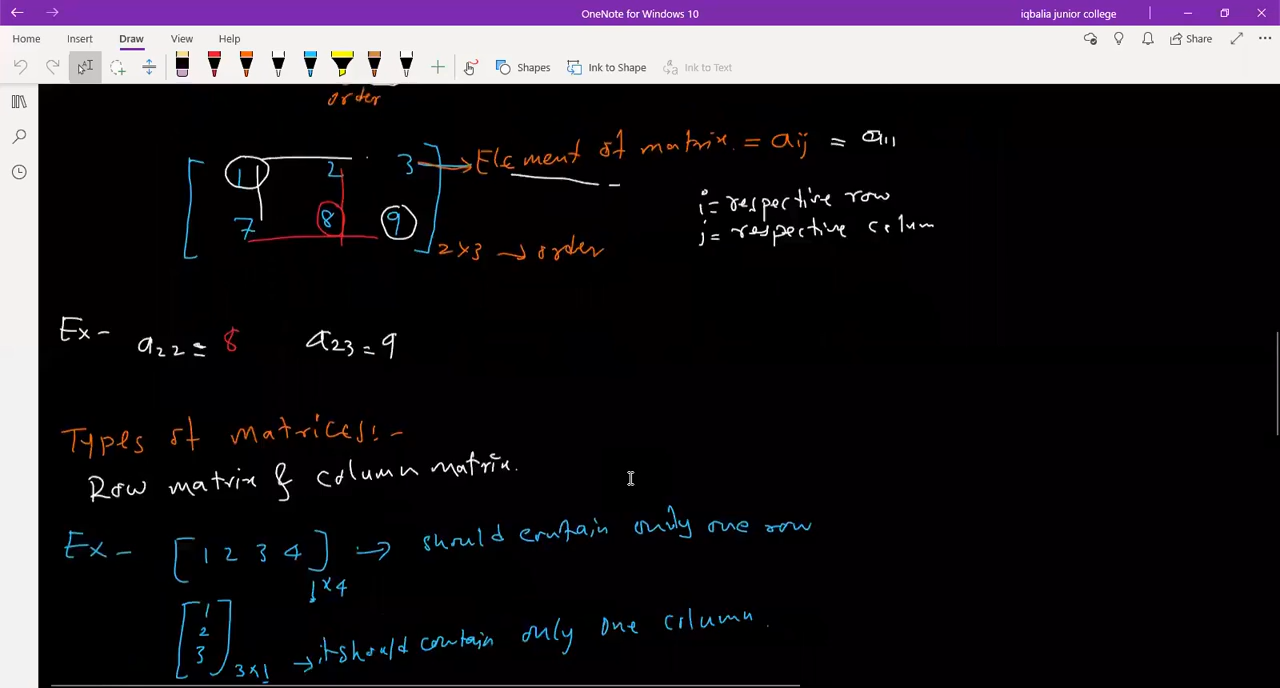 OneNote for Windows 10
iqbalia junior college
Home Insert Draw View Help
Share
Shapes Ink to Shape Ink to Text
order
[ 1 2 3 → Element of matrix. = aij = a11
7 8 9 ] 2×3 → order
i = respective row
j = respective colum
Ex- a22 = 8 a23 = 9
Types of matrices:-
Row matrix & column matrix.
Ex- [ 1 2 3 4 ] 1×4 → should contain only one row
[ 1
2
3 ] 3×1 → it should contain only one column.